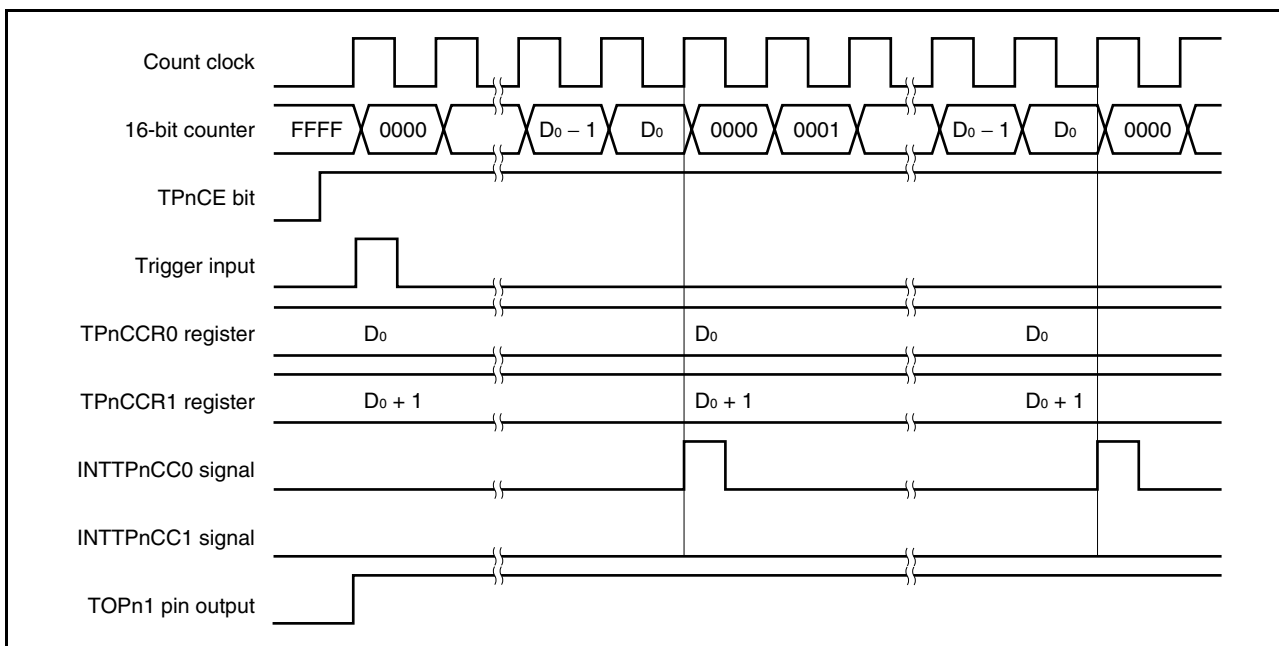 Count clock
16-bit counter FFFF 0000 D₀ − 1 D₀ 0000 0001 D₀ − 1 D₀ 0000
TPnCE bit
Trigger input
TPnCCR0 register D₀ D₀ D₀
TPnCCR1 register D₀ + 1 D₀ + 1 D₀ + 1
INTTPnCC0 signal
INTTPnCC1 signal
TOPn1 pin output